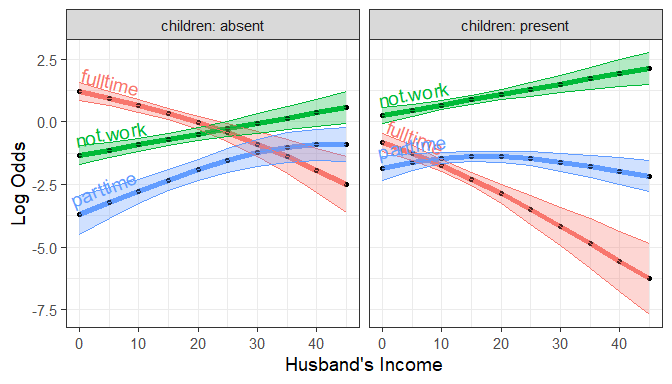 children: absent
children: present
2.5
0.0
-2.5
-5.0
-7.5
Log Odds
fulltime
not.work
parttime
not.work
fulltime
parttime
0 10 20 30 40
0 10 20 30 40
Husband's Income